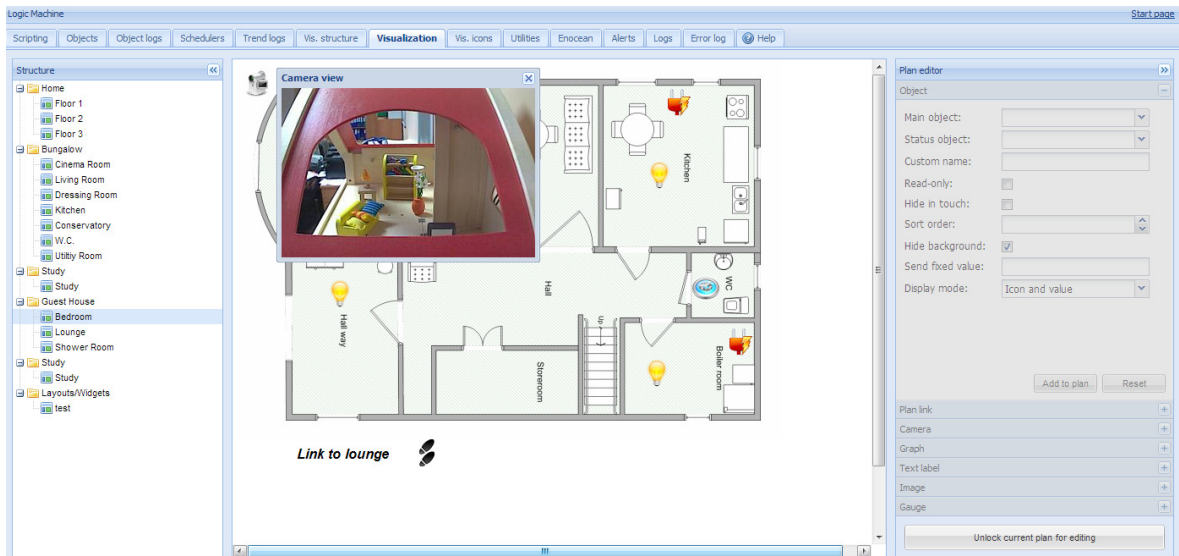 Logic Machine
Start page
Scripting
Objects
Object logs
Schedulers
Trend logs
Vis. structure
Visualization
Vis. icons
Utilities
Enocean
Alerts
Logs
Error log
Help
Structure
Home
Floor 1
Floor 2
Floor 3
Bungalow
Cinema Room
Living Room
Dressing Room
Kitchen
Conservatory
W.C.
Utiltiy Room
Study
Study
Guest House
Bedroom
Lounge
Shower Room
Study
Study
Layouts/Widgets
test
Camera view
Kitchen
WC
Hall
Hall way
Up
Storeroom
Boiler room
Link to lounge
Plan editor
Object
Main object:
Status object:
Custom name:
Read-only:
Hide in touch:
Sort order:
Hide background:
Send fixed value:
Display mode: Icon and value
Add to plan
Reset
Plan link
Camera
Graph
Text label
Image
Gauge
Unlock current plan for editing